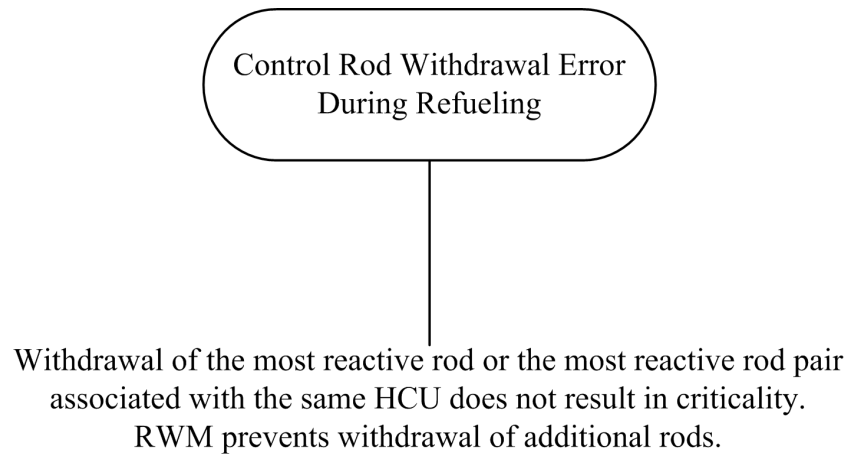 Control Rod Withdrawal Error
During Refueling
Withdrawal of the most reactive rod or the most reactive rod pair
associated with the same HCU does not result in criticality.
RWM prevents withdrawal of additional rods.